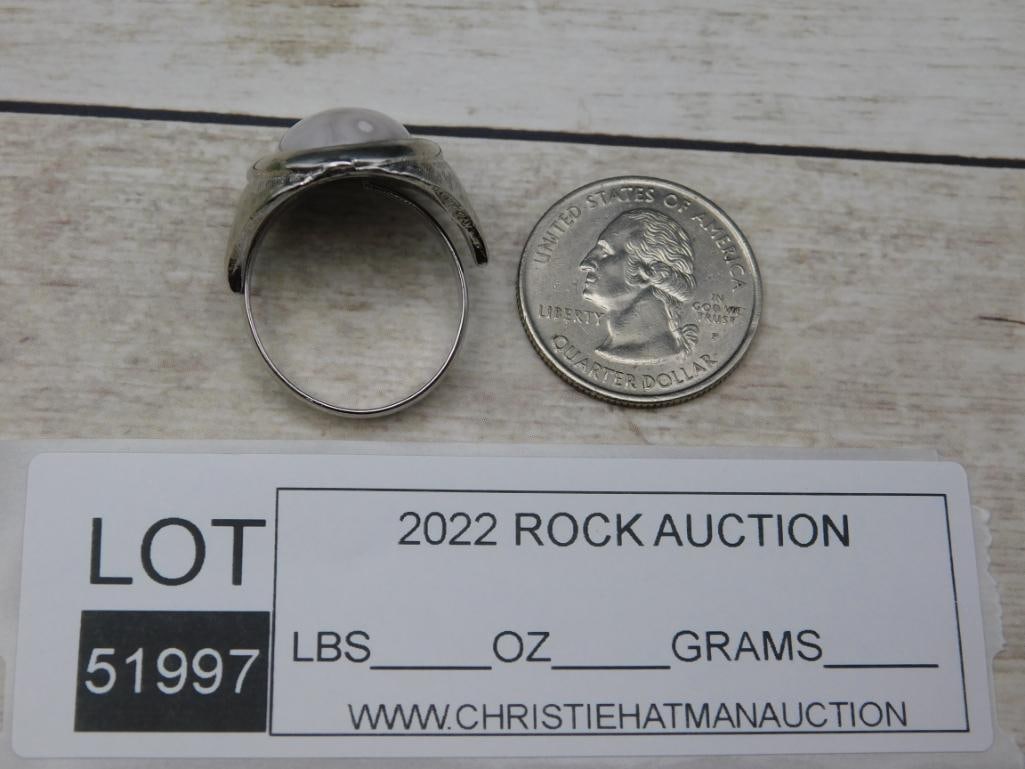 UNITED STATES OF AMERICA
LIBERTY
IN
GOD WE
TRUST
P
QUARTER DOLLAR
LOT
51997
2022 ROCK AUCTION
LBS_____OZ_____GRAMS_____
WWW.CHRISTIEHATMANAUCTION